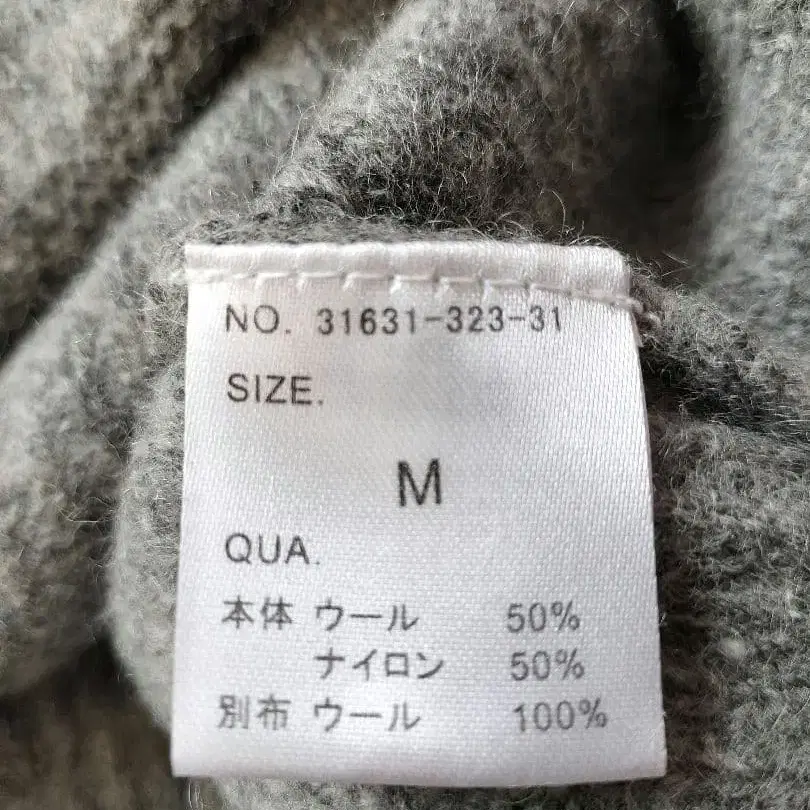 NO. 31631-323-31
SIZE.
M
QUA.
本体 ウール 50%
ナイロン 50%
別布 ウール 100%